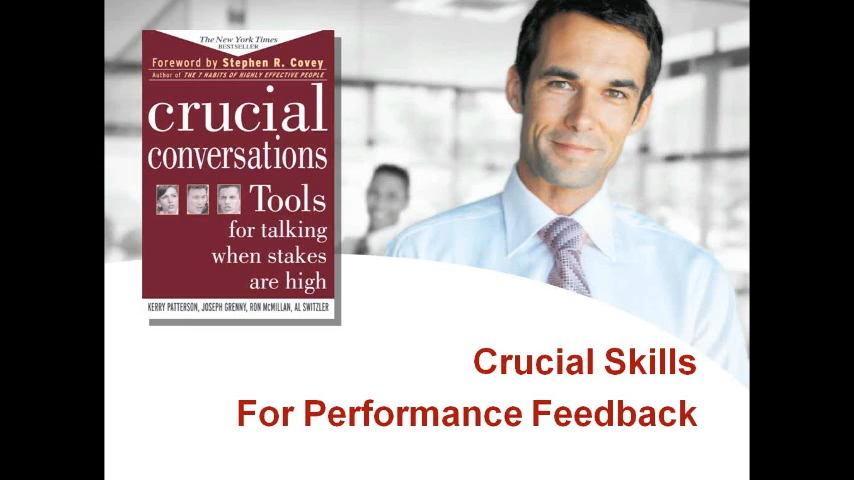 The New York Times
BESTSELLER
Foreword by Stephen R. Covey
Author of THE 7 HABITS OF HIGHLY EFFECTIVE PEOPLE
crucial
conversations
Tools
for talking
when stakes
are high
KERRY PATTERSON, JOSEPH GRENNY, RON McMILLAN, AL SWITZLER
Crucial Skills
For Performance Feedback